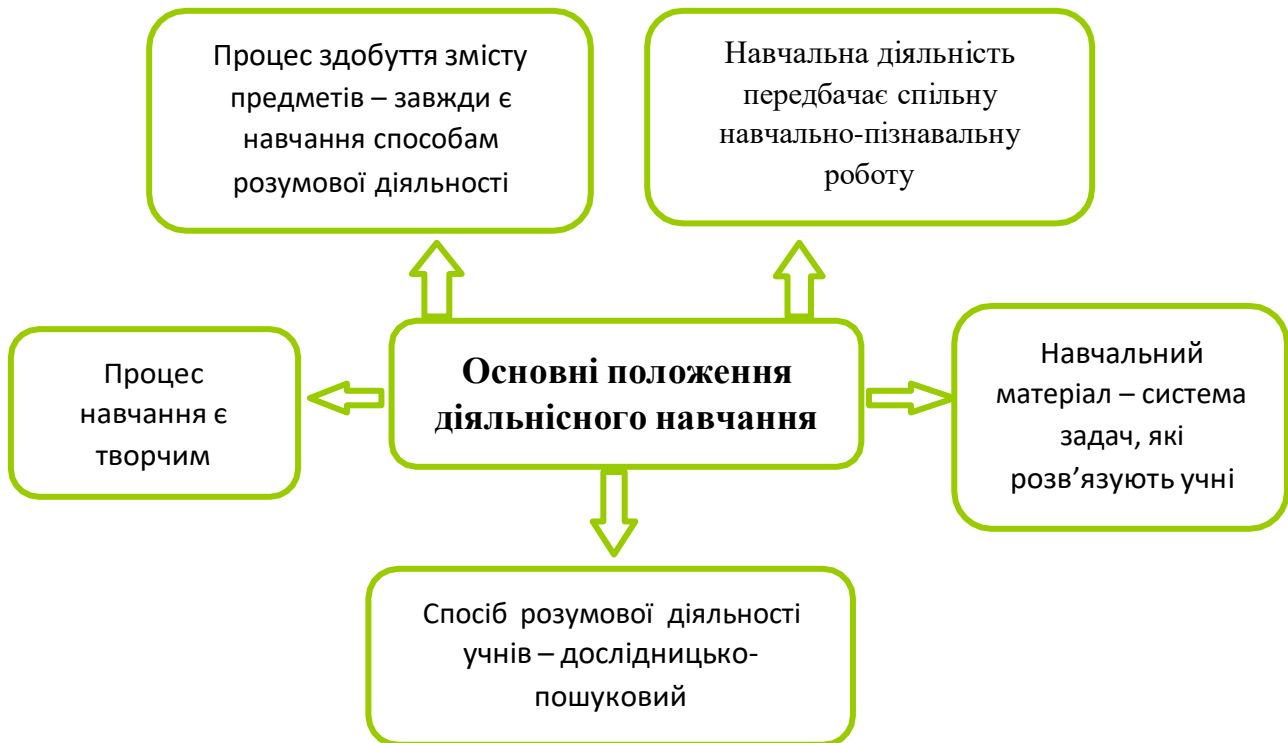 Процес здобуття змісту
предметів – завжди є
навчання способам
розумової діяльності
Навчальна діяльність
передбачає спільну
навчально-пізнавальну
роботу
Процес
навчання є
творчим
Основні положення
діяльнісного навчання
Навчальний
матеріал – система
задач, які
розв’язують учні
Спосіб розумової діяльності
учнів – дослідницько-
пошуковий